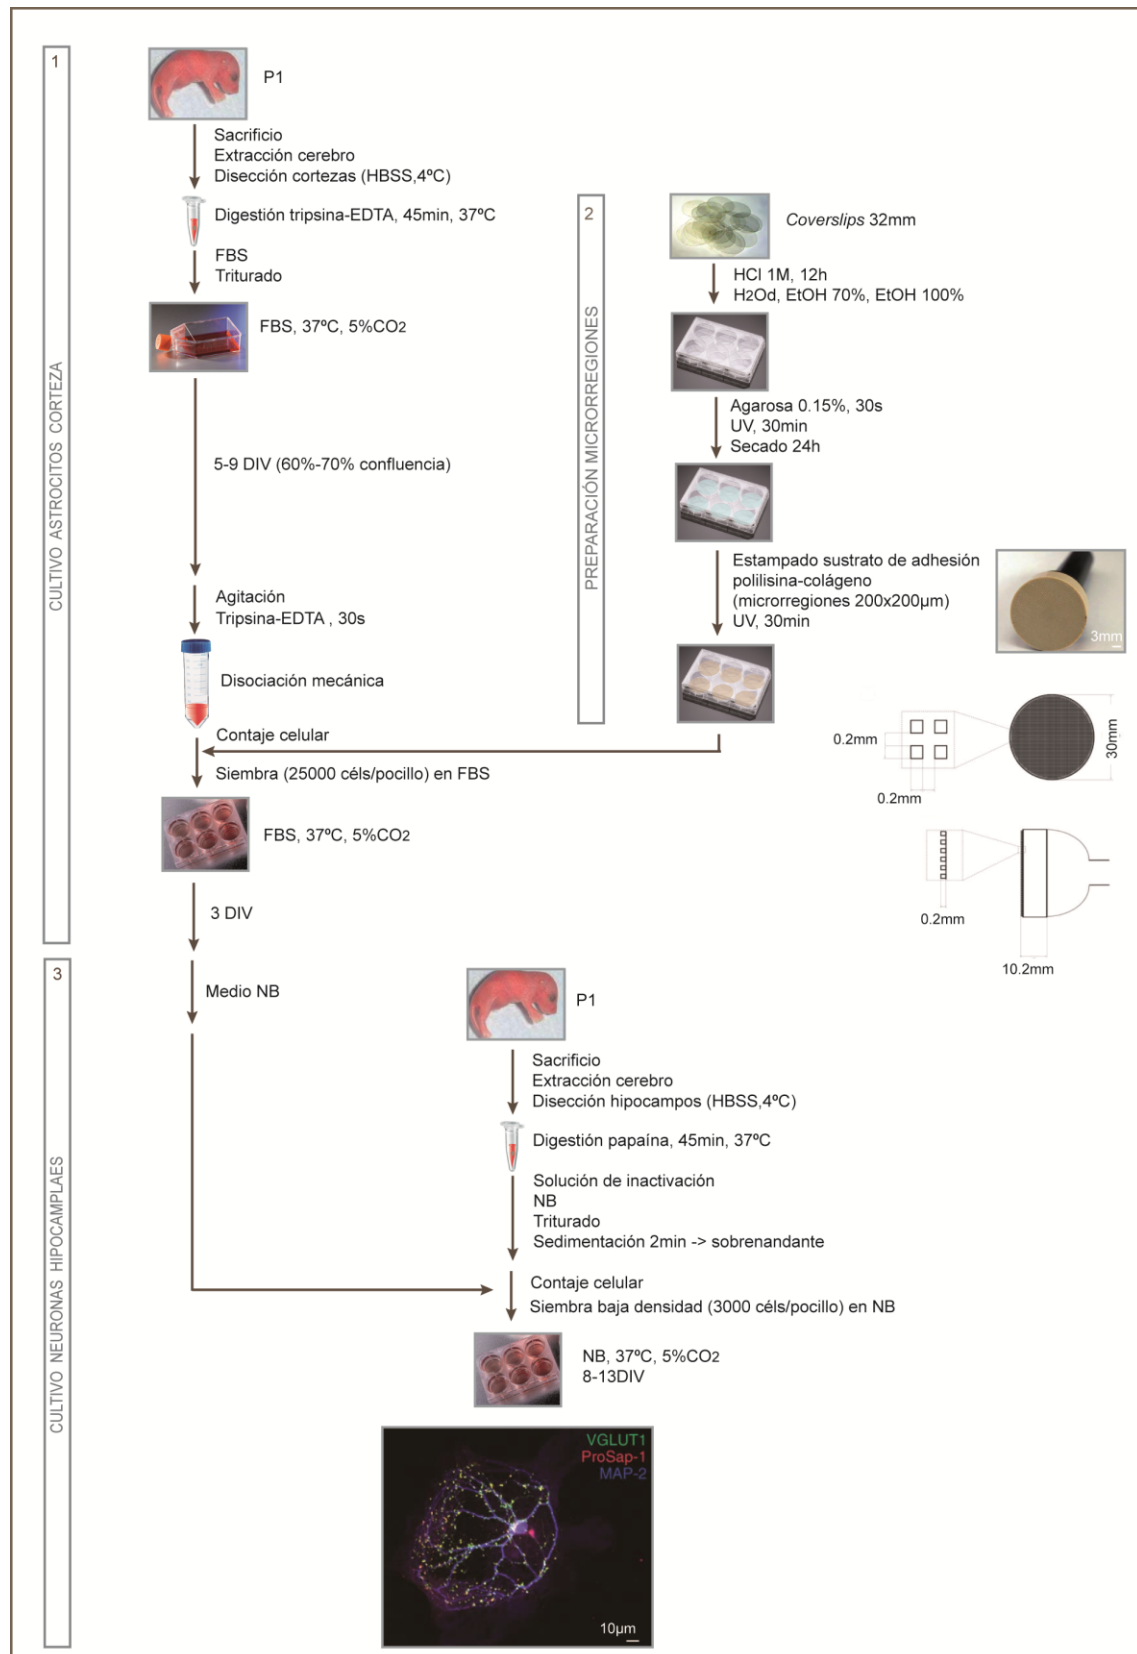 1
CULTIVO ASTROCITOS CORTEZA
P1
Sacrificio
Extracción cerebro
Disección cortezas (HBSS,4ºC)
Digestión tripsina-EDTA, 45min, 37ºC
FBS
Triturado
FBS, 37ºC, 5%CO2
5-9 DIV (60%-70% confluencia)
Agitación
Tripsina-EDTA , 30s
Disociación mecánica
Contaje celular
Siembra (25000 céls/pocillo) en FBS
FBS, 37ºC, 5%CO2
3 DIV
2
PREPARACIÓN MICRORREGIONES
Coverslips 32mm
HCl 1M, 12h
H2Od, EtOH 70%, EtOH 100%
Agarosa 0.15%, 30s
UV, 30min
Secado 24h
Estampado sustrato de adhesión
polilisina-colágeno
(microrregiones 200x200µm)
UV, 30min
3mm
0.2mm
0.2mm
30mm
0.2mm
10.2mm
3
CULTIVO NEURONAS HIPOCAMPLAES
Medio NB
P1
Sacrificio
Extracción cerebro
Disección hipocampos (HBSS,4ºC)
Digestión papaína, 45min, 37ºC
Solución de inactivación
NB
Triturado
Sedimentación 2min -> sobrenandante
Contaje celular
Siembra baja densidad (3000 céls/pocillo) en NB
NB, 37ºC, 5%CO2
8-13DIV
VGLUT1
ProSap-1
MAP-2
10µm